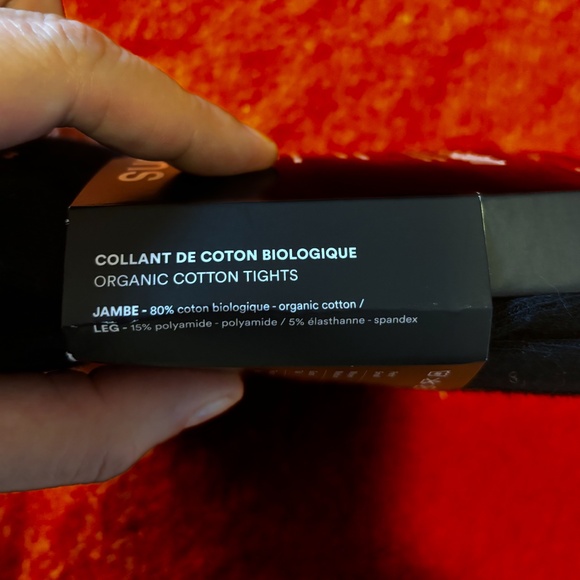 COLLANT DE COTON BIOLOGIQUE
ORGANIC COTTON TIGHTS
JAMBE - 80% coton biologique - organic cotton /
LEG - 15% polyamide - polyamide / 5% élasthanne - spandex